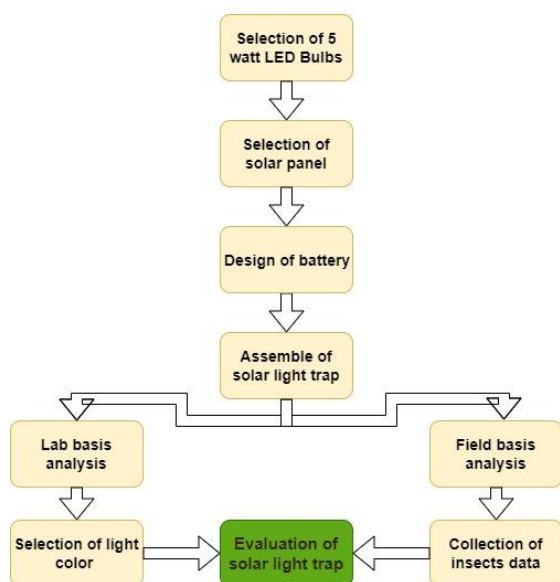 Selection of 5
watt LED Bulbs
Selection of
solar panel
Design of battery
Assemble of
solar light trap
Lab basis
analysis
Field basis
analysis
Selection of light
color
Evaluation of
solar light trap
Collection of
insects data